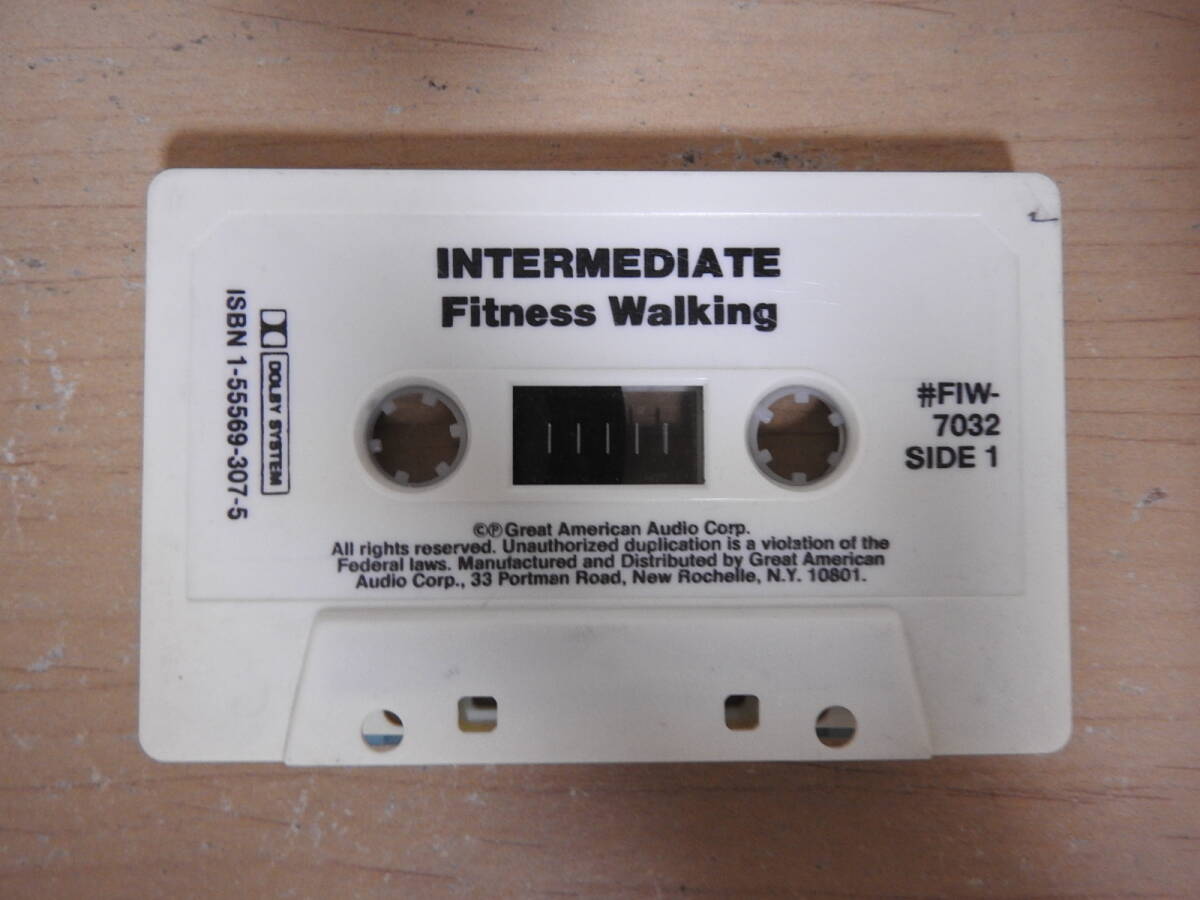 INTERMEDIATE
Fitness Walking
ISBN 1-55569-307-5
DOLBY SYSTEM
#FIW-
7032
SIDE 1
©℗ Great American Audio Corp.
All rights reserved. Unauthorized duplication is a violation of the
Federal laws. Manufactured and Distributed by Great American
Audio Corp., 33 Portman Road, New Rochelle, N.Y. 10801.